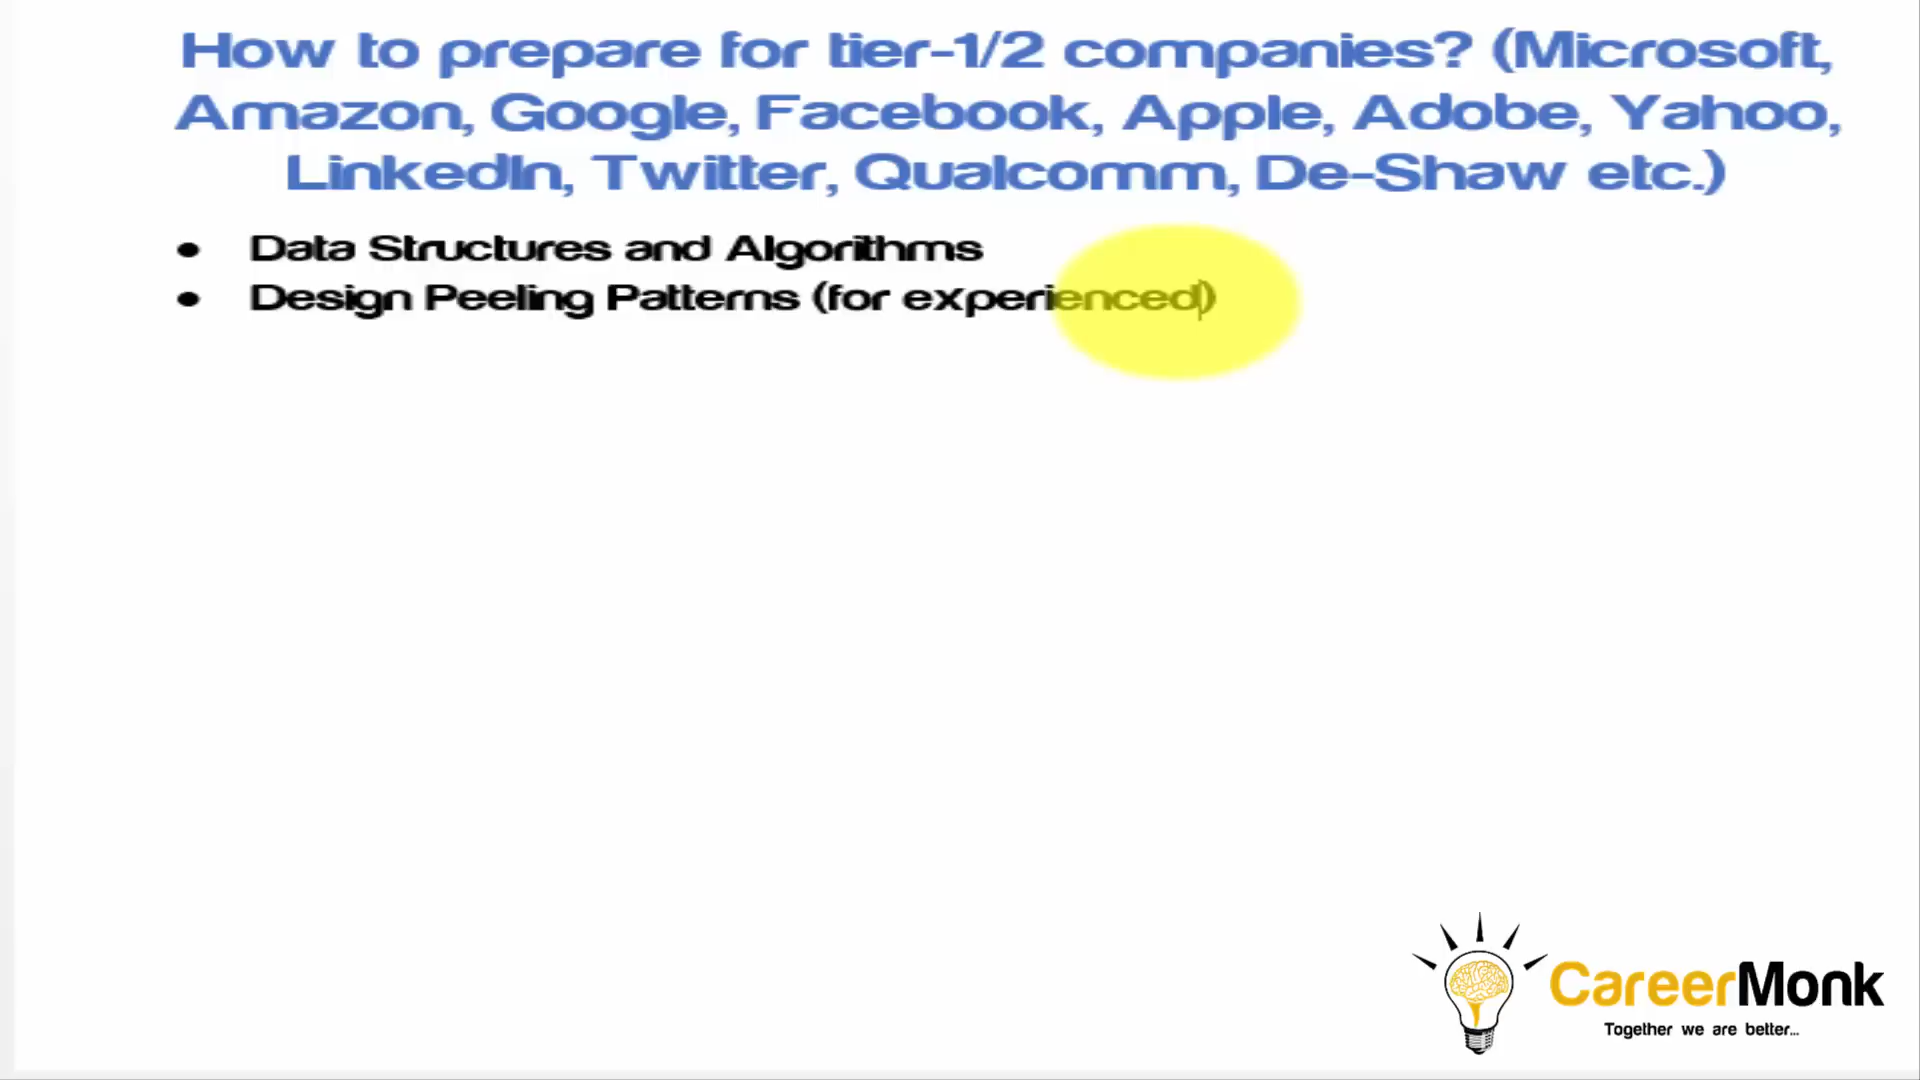 How to prepare for tier-1/2 companies? (Microsoft,
Amazon, Google, Facebook, Apple, Adobe, Yahoo,
LinkedIn, Twitter, Qualcomm, De-Shaw etc.)
• Data Structures and Algorithms
• Design Peeling Patterns (for experienced)
CareerMonk
Together we are better...